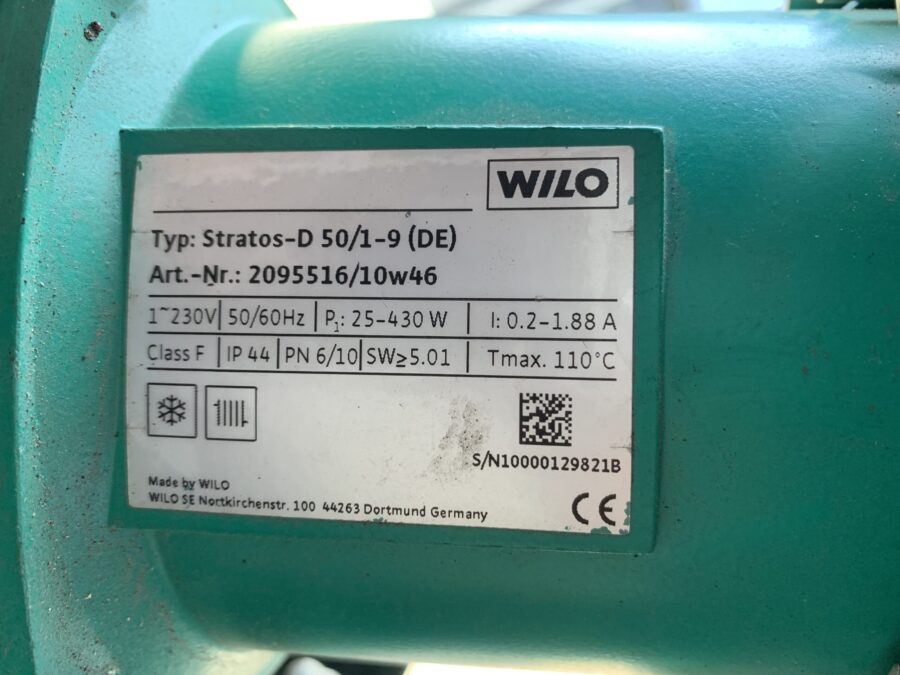 WILO
Typ: Stratos-D 50/1-9 (DE)
Art.-Nr.: 2095516/10w46
1~230V 50/60Hz P1: 25-430 W I: 0.2-1.88 A
Class F IP 44 PN 6/10 SW≥5.01 Tmax. 110°C
S/N10000129821B
Made by WILO
WILO SE Nortkirchenstr. 100 44263 Dortmund Germany
CE